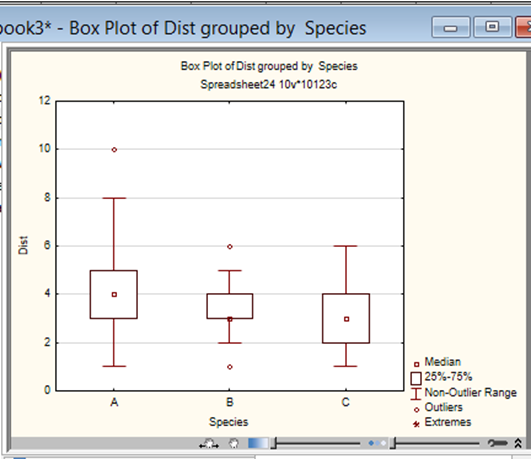 ook3* - Box Plot of Dist grouped by Species
Box Plot of Dist grouped by Species
Spreadsheet24 10v*10123c
12
10
8
6
4
2
0
Dist
A B C
Species
Median
25%-75%
Non-Outlier Range
Outliers
Extremes